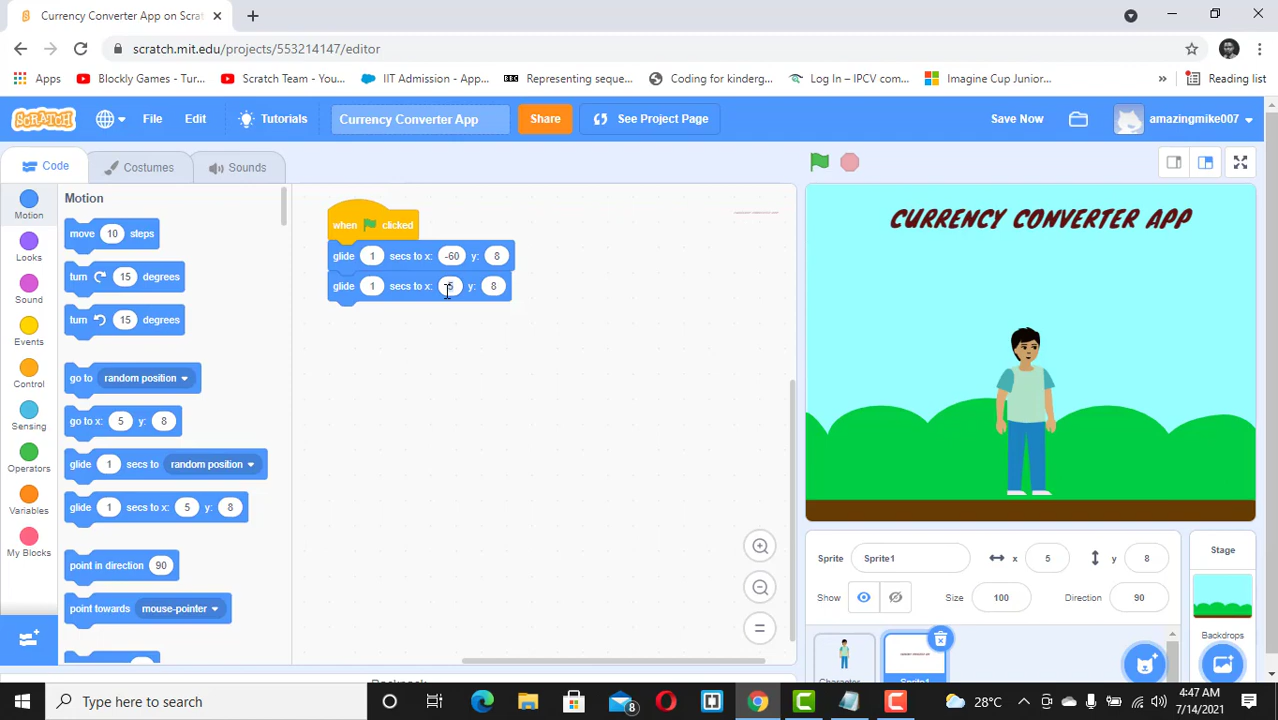 Currency Converter App on Scrat
scratch.mit.edu/projects/553214147/editor
Apps
Blockly Games - Tur...
Scratch Team - You...
IIT Admission - App...
Representing seque...
Coding for kinderg...
Log In – IPCV com...
Imagine Cup Junior...
»
Reading list
SCRATCH
File
Edit
Tutorials
Currency Converter App
Share
See Project Page
Save Now
amazingmike007
Code
Costumes
Sounds
Motion
Looks
Sound
Events
Control
Sensing
Operators
Variables
My Blocks
Motion
move 10 steps
turn 15 degrees
turn 15 degrees
go to random position
go to x: 5 y: 8
glide 1 secs to random position
glide 1 secs to x: 5 y: 8
point in direction 90
point towards mouse-pointer
when clicked
glide 1 secs to x: -60 y: 8
glide 1 secs to x: 5 y: 8
CURRENCY CONVERTER APP
Sprite Sprite1 x 5 y 8
Show Size 100 Direction 90
Stage
Backdrops
Character
Sprite1
Backpack
Type here to search
8
28°C
4:47 AM
7/14/2021